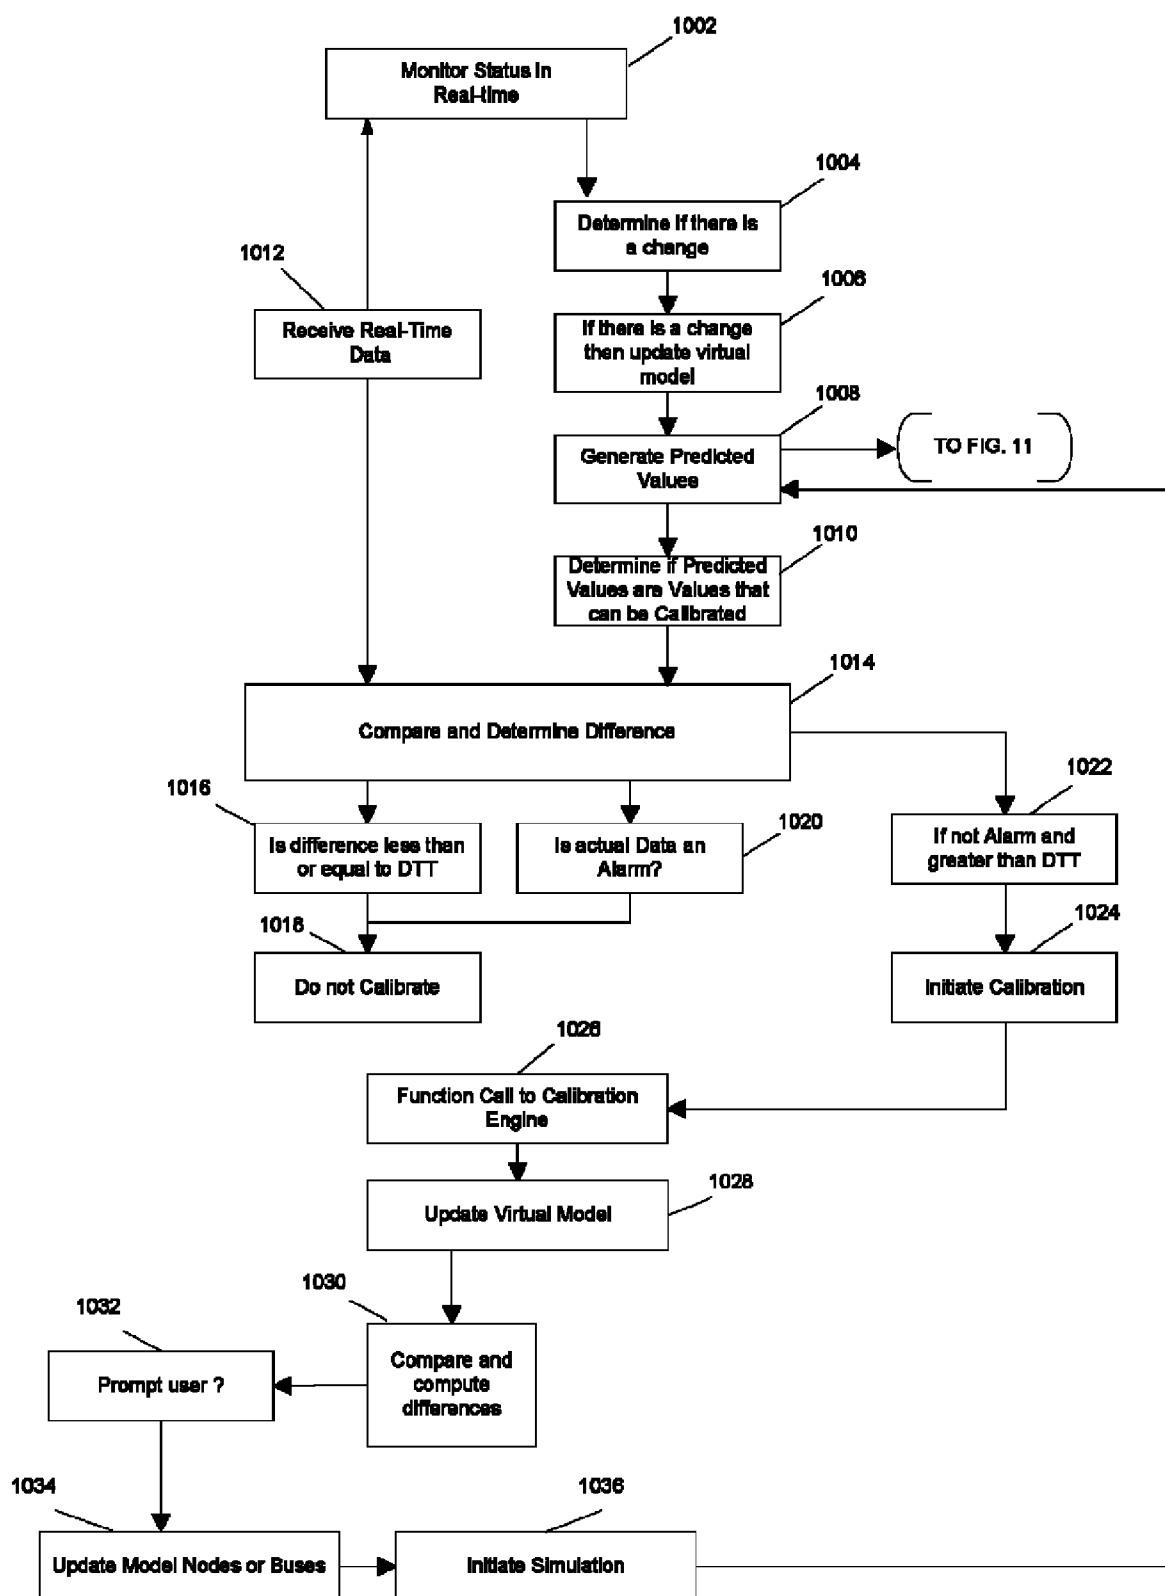 1002
Monitor Status in
Real-time
1004
Determine if there is
a change
1012
1006
Receive Real-Time
Data
If there is a change
then update virtual
model
1008
Generate Predicted
Values
TO FIG. 11
1010
Determine if Predicted
Values are Values that
can be Calibrated
1014
Compare and Determine Difference
1016
1020
1022
Is difference less than
or equal to DTT
Is actual Data an
Alarm?
If not Alarm and
greater than DTT
1018
1024
Do not Calibrate
Initiate Calibration
1026
Function Call to Calibration
Engine
1028
Update Virtual Model
1030
1032
Compare and
compute
differences
Prompt user ?
1034
1036
Update Model Nodes or Buses
Initiate Simulation